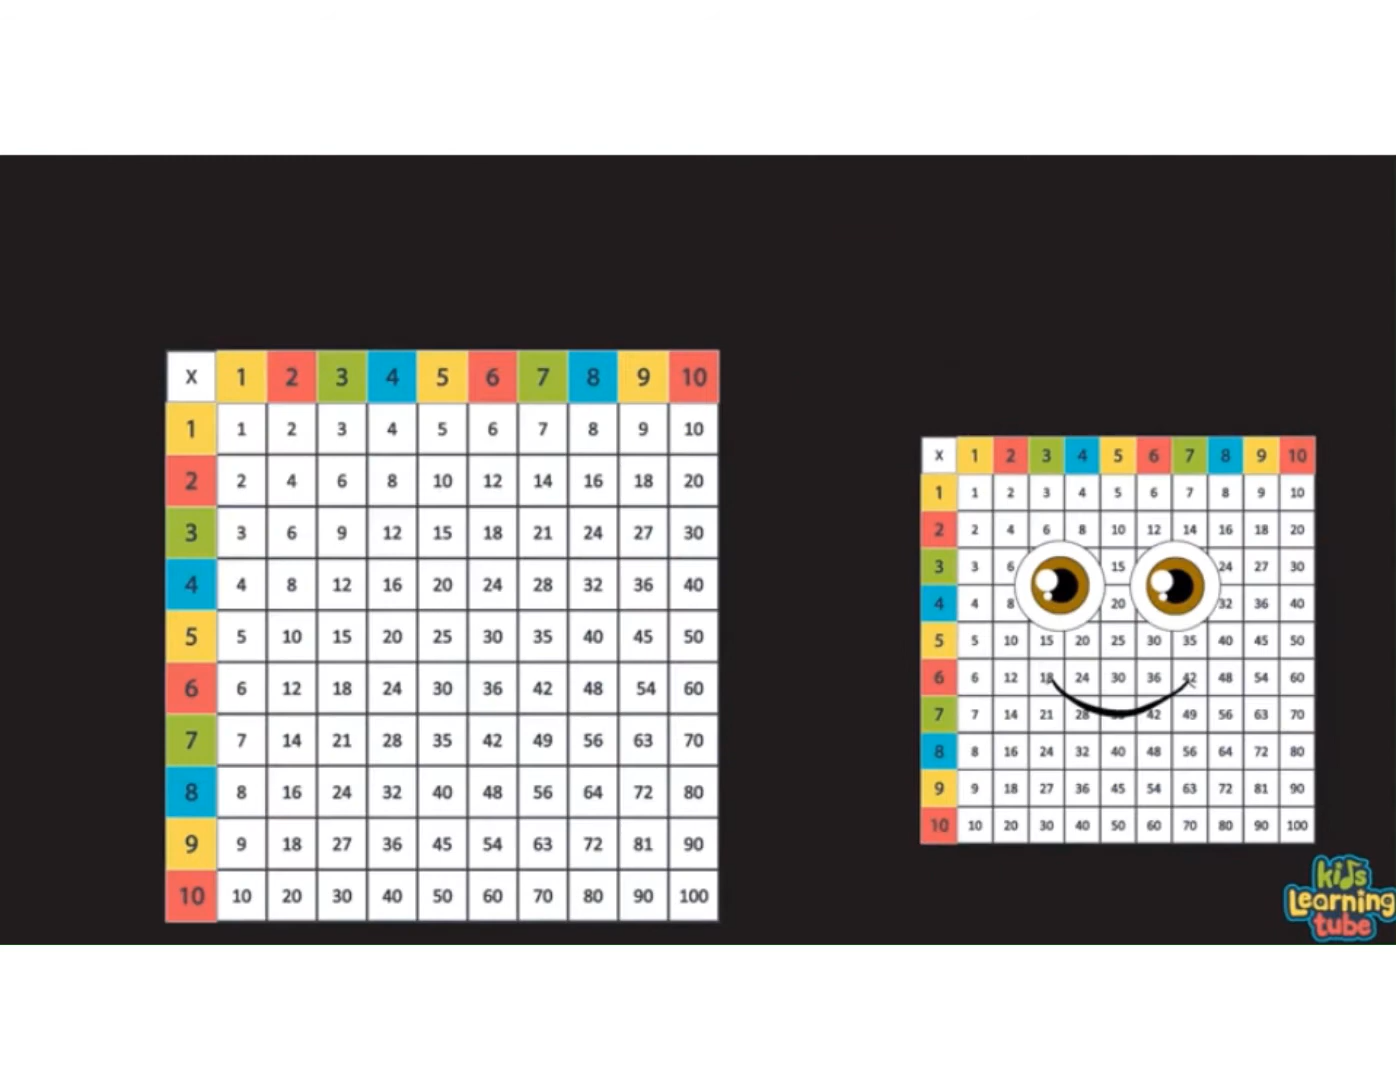 X 1 2 3 4 5 6 7 8 9 10
1 1 2 3 4 5 6 7 8 9 10
2 2 4 6 8 10 12 14 16 18 20
3 3 6 9 12 15 18 21 24 27 30
4 4 8 12 16 20 24 28 32 36 40
5 5 10 15 20 25 30 35 40 45 50
6 6 12 18 24 30 36 42 48 54 60
7 7 14 21 28 35 42 49 56 63 70
8 8 16 24 32 40 48 56 64 72 80
9 9 18 27 36 45 54 63 72 81 90
10 10 20 30 40 50 60 70 80 90 100
X 1 2 3 4 5 6 7 8 9 10
1 1 2 3 4 5 6 7 8 9 10
2 2 4 6 8 10 12 14 16 18 20
3 3 6 15 24 27 30
4 4 8 20 32 36 40
5 5 10 15 20 25 30 35 40 45 50
6 6 12 18 24 30 36 42 48 54 60
7 7 14 21 28 42 49 56 63 70
8 8 16 24 32 40 48 56 64 72 80
9 9 18 27 36 45 54 63 72 81 90
10 10 20 30 40 50 60 70 80 90 100
kids
Learning
tube